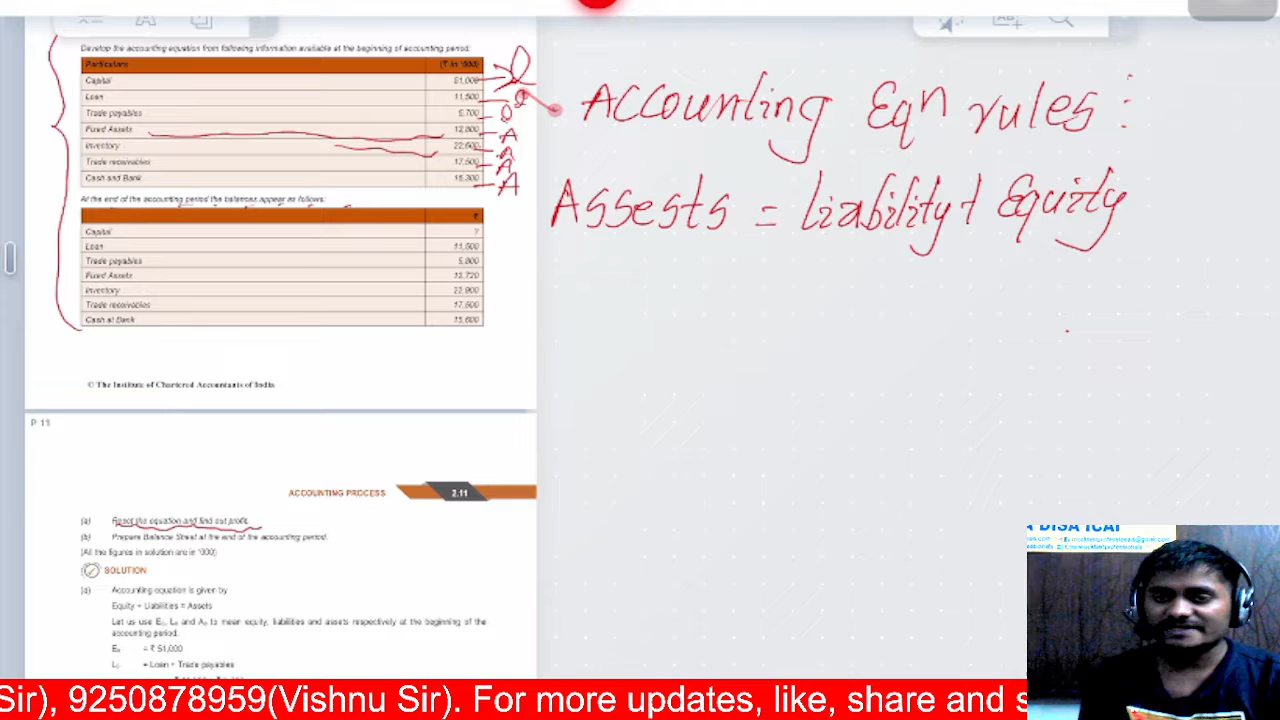 Develop the accounting equation from following information available at the beginning of accounting period:
Particulars (₹ in '000)
Capital 51,000
Loan 11,500
Trade payables 5,700
Fixed Assets 12,800
Inventory 22,600
Trade receivables 17,500
Cash and Bank 15,300
At the end of the accounting period the balances appear as follows:
₹
Capital ?
Loan 11,500
Trade payables 5,800
Fixed Assets 12,720
Inventory 22,900
Trade receivables 17,500
Cash at Bank 15,600
© The Institute of Chartered Accountants of India
P 11
ACCOUNTING PROCESS 2.11
(a) Reset the equation and find out profit.
(b) Prepare Balance Sheet at the end of the accounting period.
(All the figures in solution are in '000)
SOLUTION
(a) Accounting equation is given by
Equity + Liabilities = Assets
Let us use E0, L0 and A0 to mean equity, liabilities and assets respectively at the beginning of the
accounting period.
E0 = ₹ 51,000
L0 = Loan + Trade payables
Accounting Eqn rules :
Assests = liability + Equity
A DISA ICAI
Sir), 9250878959(Vishnu Sir). For more updates, like, share and s